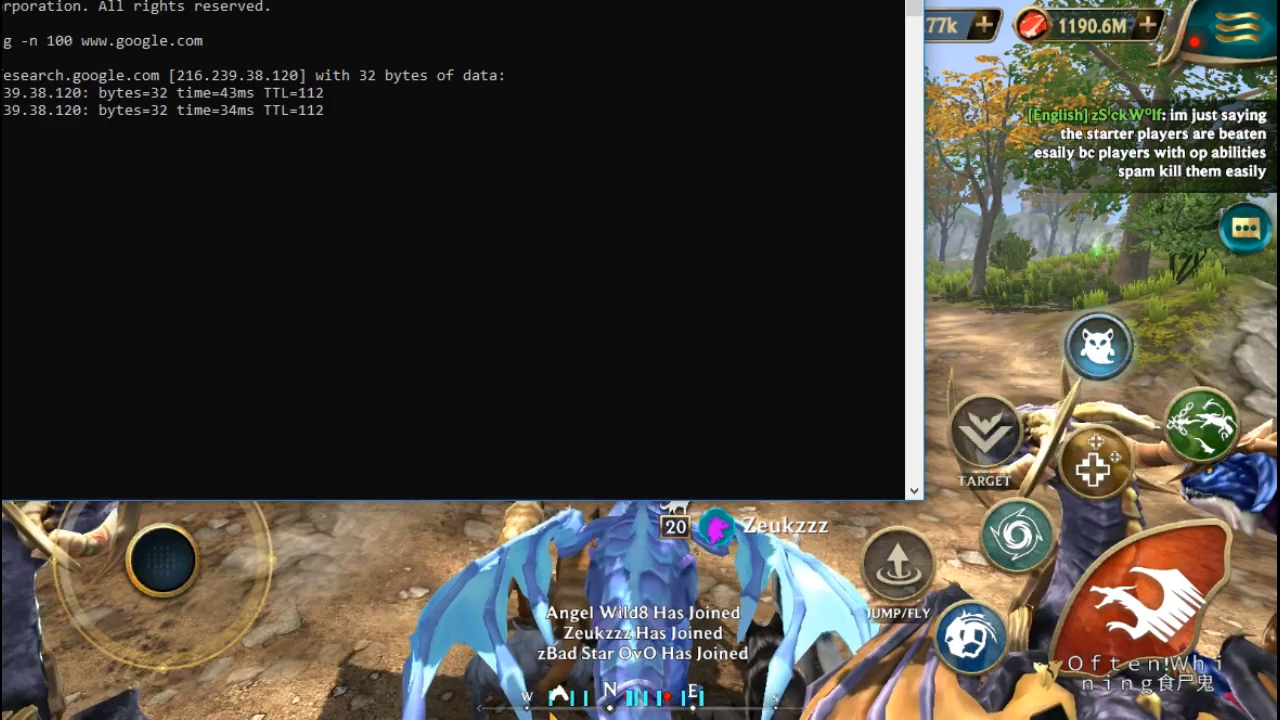 rporation. All rights reserved.
g -n 100 www.google.com
esearch.google.com [216.239.38.120] with 32 bytes of data:
39.38.120: bytes=32 time=43ms TTL=112
39.38.120: bytes=32 time=34ms TTL=112
.77k
1190.6M
[English] zS'ckW°lf: im just saying
the starter players are beaten
esaily bc players with op abilities
spam kill them easily
TARGET
20 Zeukzzz
JUMP/FLY
Angel Wild8 Has Joined
Zeukzzz Has Joined
zBad Star OvO Has Joined
Often!Whi
ning食尸鬼
W N E